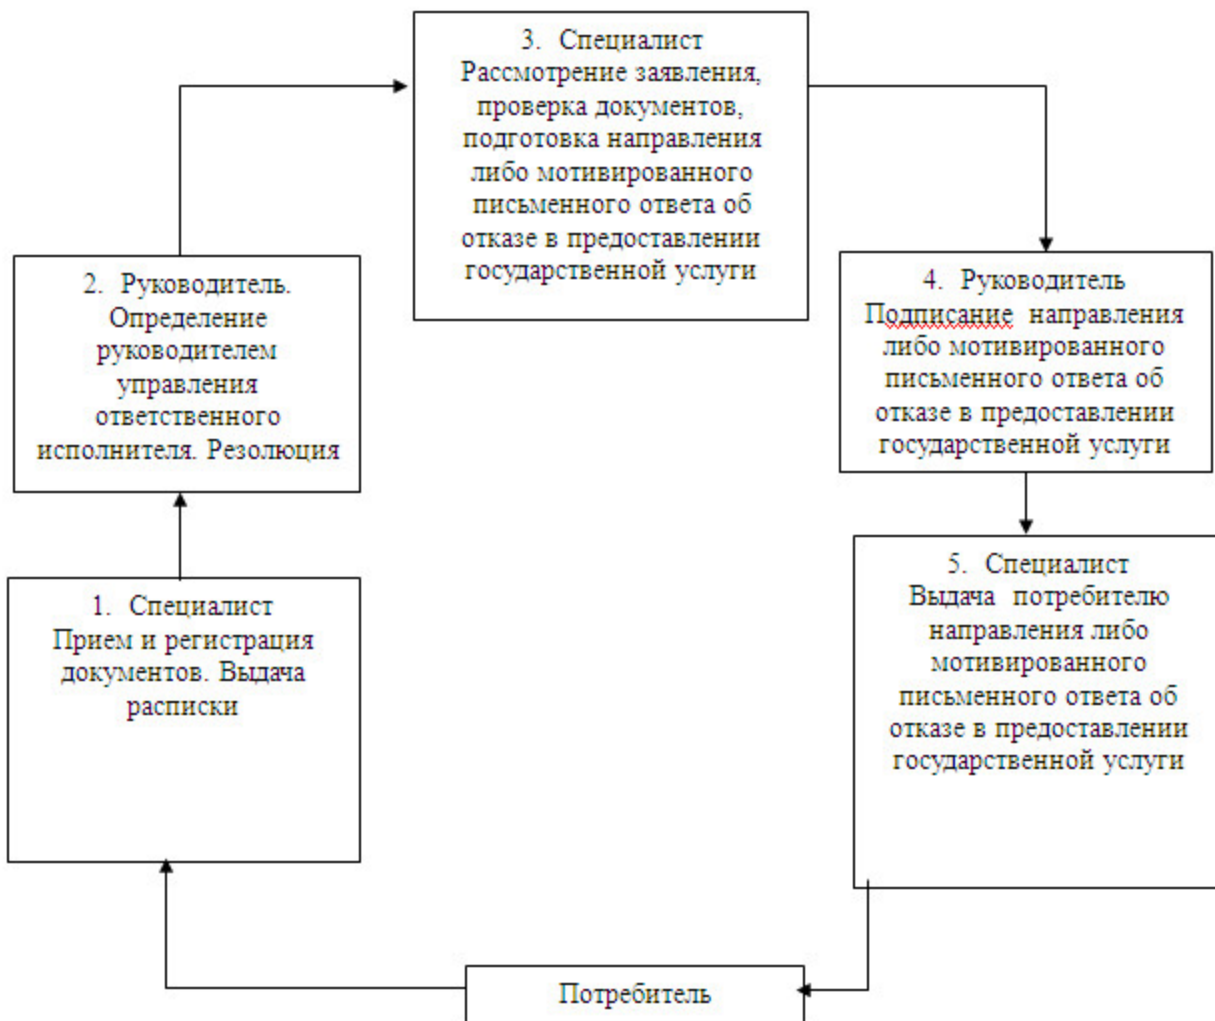 3. Специалист
Рассмотрение заявления,
проверка документов,
подготовка направления
либо мотивированного
письменного ответа об
отказе в предоставлении
государственной услуги
2. Руководитель.
Определение
руководителем
управления
ответственного
исполнителя. Резолюция
4. Руководитель
Подписание направления
либо мотивированного
письменного ответа об
отказе в предоставлении
государственной услуги
1. Специалист
Прием и регистрация
документов. Выдача
расписки
5. Специалист
Выдача потребителю
направления либо
мотивированного
письменного ответа об
отказе в предоставлении
государственной услуги
Потребитель